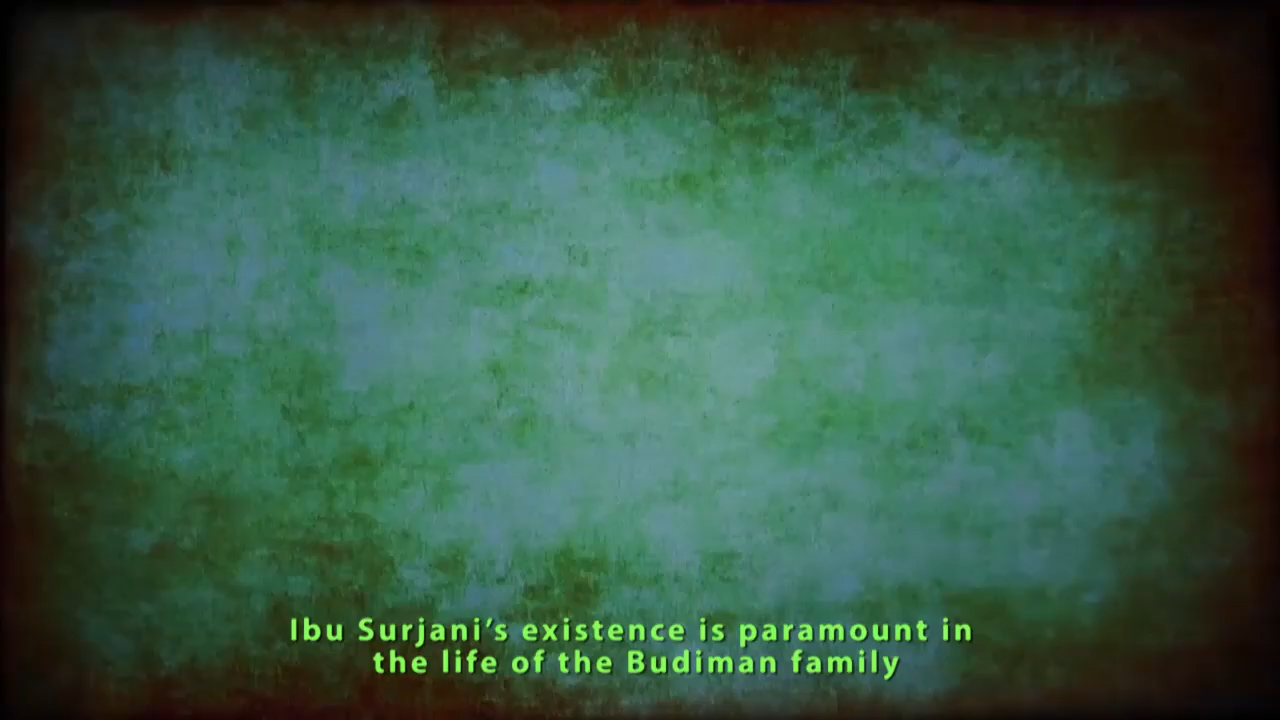 Ibu Surjani’s existence is paramount in
the life of the Budiman family